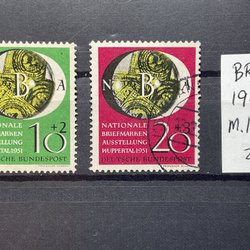 N B A
10+2
NATIONALE
BRIEFMARKEN
AUSSTELLUNG
WUPPERTAL 1951
DEUTSCHE BUNDESPOST
N B A
20+3
NATIONALE
BRIEFMARKEN
AUSSTELLUNG
WUPPERTAL 1951
DEUTSCHE BUNDESPOST
BR
19
M.1